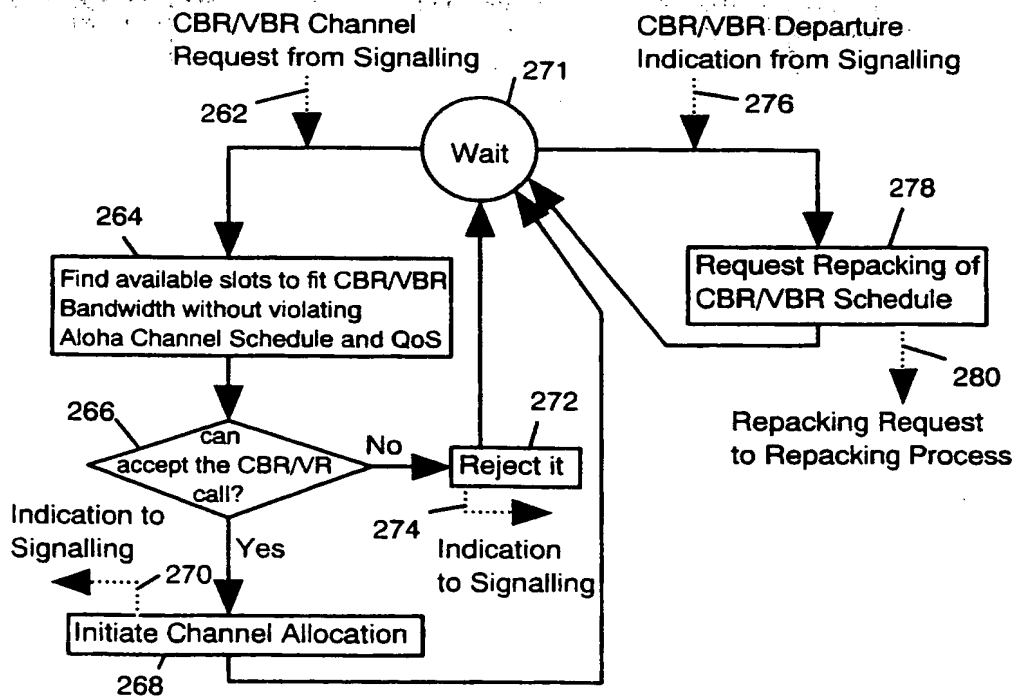 CBR/VBR Channel
Request from Signalling
262
271
Wait
CBR/VBR Departure
Indication from Signalling
276
264
Find available slots to fit CBR/VBR
Bandwidth without violating
Aloha Channel Schedule and QoS
278
Request Repacking of
CBR/VBR Schedule
280
Repacking Request
to Repacking Process
266
can
accept the CBR/VR
call?
No
272
Reject it
274
Indication
to Signalling
Indication to
Signalling
Yes
270
Initiate Channel Allocation
268